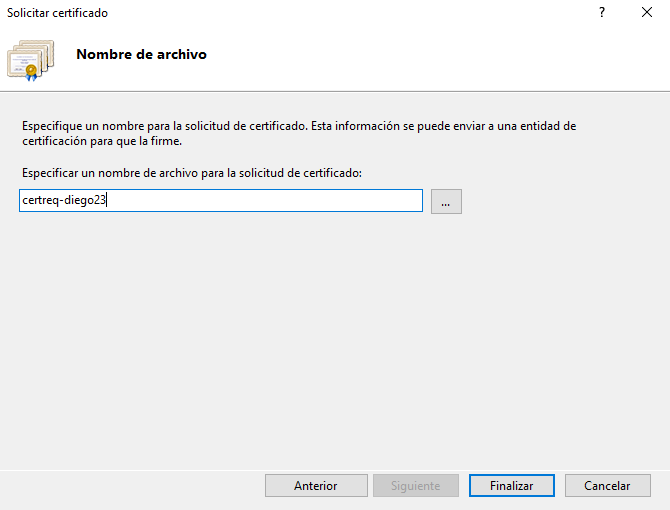 Solicitar certificado
?
Nombre de archivo
Especifique un nombre para la solicitud de certificado. Esta información se puede enviar a una entidad de
certificación para que la firme.
Especificar un nombre de archivo para la solicitud de certificado:
certreq-diego23
...
Anterior
Siguiente
Finalizar
Cancelar